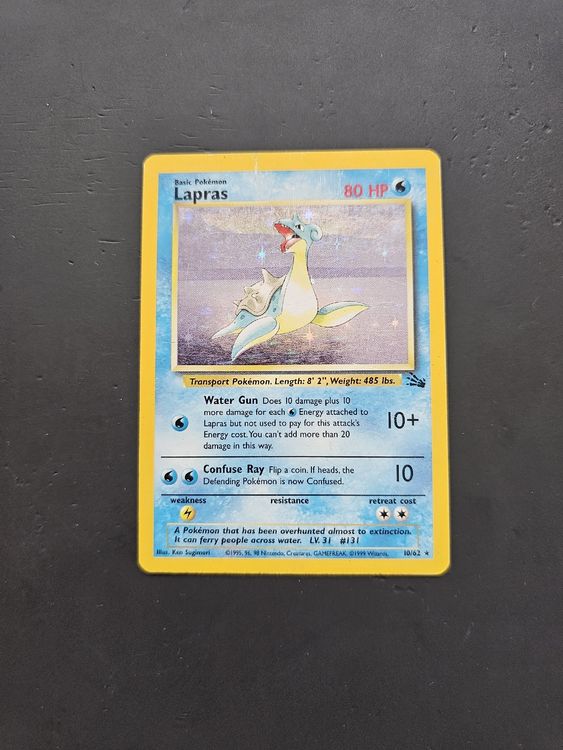 Basic Pokémon
Lapras
80 HP
Transport Pokémon. Length: 8' 2", Weight: 485 lbs.
Water Gun Does 10 damage plus 10
more damage for each Energy attached to
Lapras but not used to pay for this attack's
Energy cost. You can't add more than 20
damage in this way.
10+
Confuse Ray Flip a coin. If heads, the
Defending Pokémon is now Confused.
10
weakness resistance retreat cost
A Pokémon that has been overhunted almost to extinction.
It can ferry people across water. LV. 31 #131
Illus. Ken Sugimori ©1995, 96, 98 Nintendo, Creatures, GAMEFREAK. ©1999 Wizards. 10/62 ★